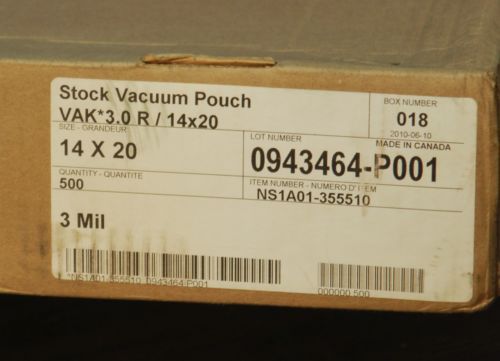 Stock Vacuum Pouch
VAK*3.0 R / 14x20
BOX NUMBER
018
2010-06-10
SIZE - GRANDEUR
14 X 20
LOT NUMBER
MADE IN CANADA
0943464-P001
QUANTITY - QUANTITE
500
ITEM NUMBER - NUMERO D'ITEM
NS1A01-355510
3 Mil
*NS1A01-355510 0943464-P001
000000.500